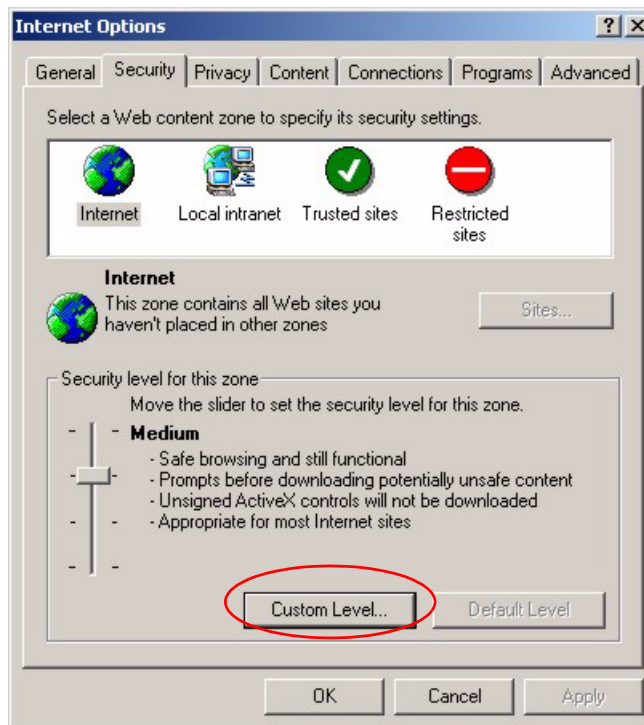 Internet Options
General Security Privacy Content Connections Programs Advanced
Select a Web content zone to specify its security settings.
Internet Local intranet Trusted sites Restricted
sites
Internet
This zone contains all Web sites you
haven't placed in other zones
Sites...
Security level for this zone
Move the slider to set the security level for this zone.
Medium
- Safe browsing and still functional
- Prompts before downloading potentially unsafe content
- Unsigned ActiveX controls will not be downloaded
- Appropriate for most Internet sites
Custom Level... Default Level
OK Cancel Apply